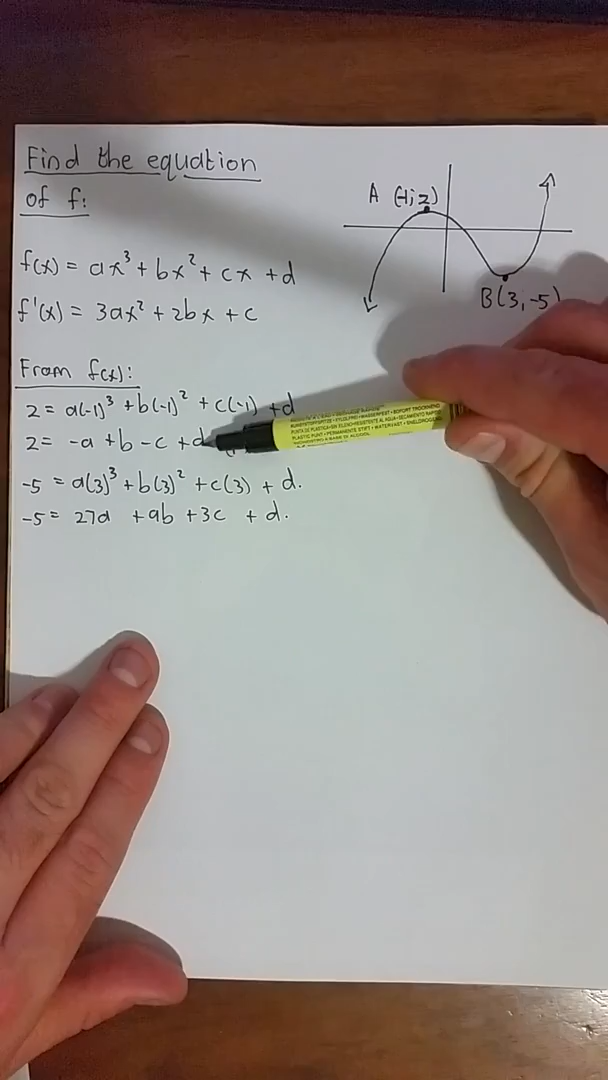 Find the equation
of f:
A (-1;2)
B(3,-5)
f(x) = ax³ + bx² + cx + d
f'(x) = 3ax² + 2bx + c
From f(x):
2 = a(-1)³ + b(-1)² + c(-1) + d
2 = -a + b - c + d
-5 = a(3)³ + b(3)² + c(3) + d.
-5 = 27a + 9b + 3c + d.